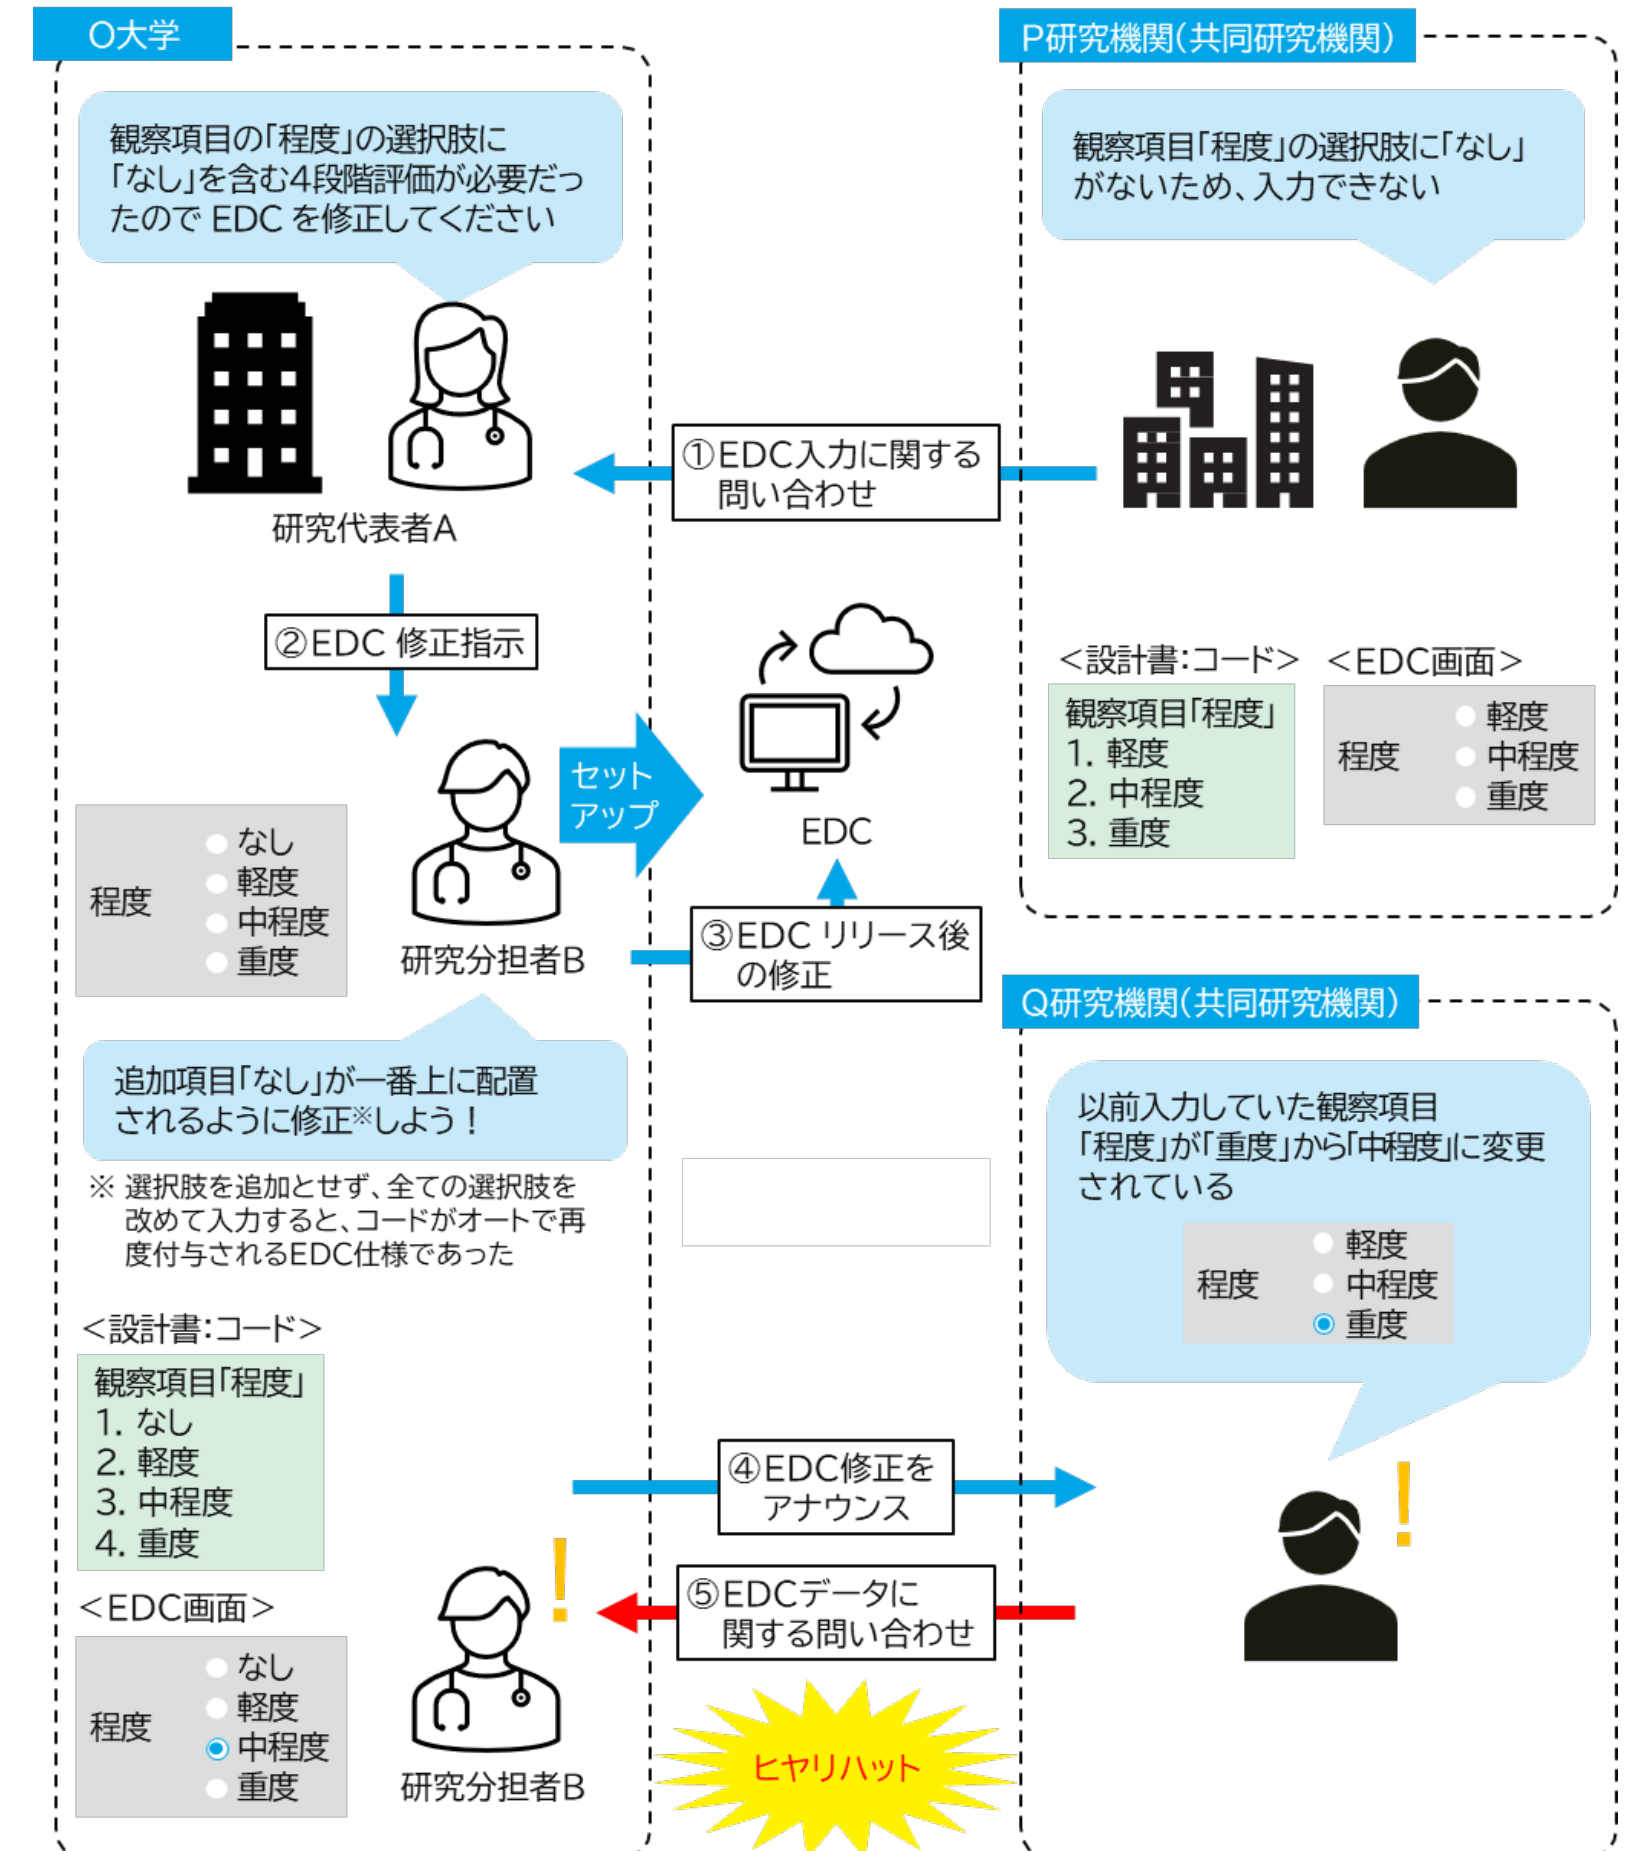 O大学
観察項目の「程度」の選択肢に
「なし」を含む4段階評価が必要だっ
たので EDC を修正してください
研究代表者A
P研究機関(共同研究機関)
観察項目「程度」の選択肢に「なし」
がないため、入力できない
①EDC入力に関する
問い合わせ
②EDC 修正指示
<設計書:コード>
観察項目「程度」
1. 軽度
2. 中程度
3. 重度
<EDC画面>
程度
軽度
中程度
重度
セット
アップ
EDC
程度
なし
軽度
中程度
重度
研究分担者B
③EDC リリース後
の修正
追加項目「なし」が一番上に配置
されるように修正※しよう!
※ 選択肢を追加とせず、全ての選択肢を
改めて入力すると、コードがオートで再
度付与されるEDC仕様であった
Q研究機関(共同研究機関)
以前入力していた観察項目
「程度」が「重度」から「中程度」に変更
されている
程度
軽度
中程度
重度
<設計書:コード>
観察項目「程度」
1. なし
2. 軽度
3. 中程度
4. 重度
④EDC修正を
アナウンス
!
<EDC画面>
程度
なし
軽度
中程度
重度
!
研究分担者B
⑤EDCデータに
関する問い合わせ
ヒヤリハット